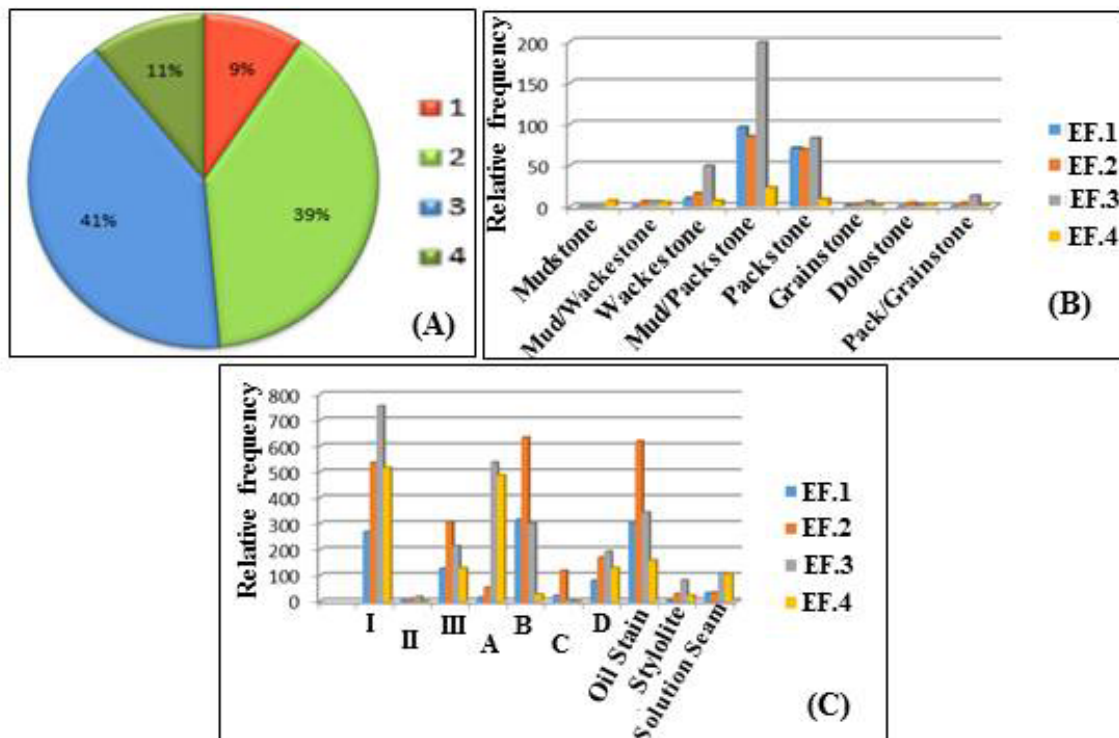 9%
39%
41%
11%
1
2
3
4
(A)
Relative frequency
200
150
100
50
0
Mudstone
Mud/Wackestone
Wackestone
Mud/Packstone
Packstone
Grainstone
Dolostone
Pack/Grainstone
EF.1
EF.2
EF.3
EF.4
(B)
Relative frequency
800
700
600
500
400
300
200
100
0
I
II
III
A
B
C
D
Oil Stain
Stylolite
Solution Seam
EF.1
EF.2
EF.3
EF.4
(C)